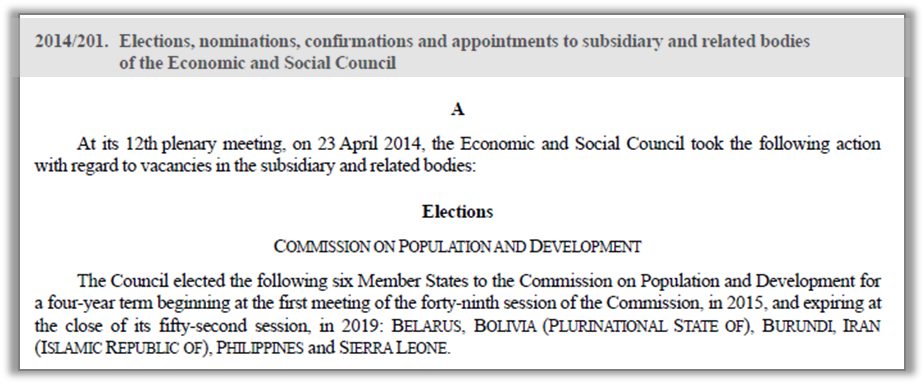 2014/201. Elections, nominations, confirmations and appointments to subsidiary and related bodies
of the Economic and Social Council
A
At its 12th plenary meeting, on 23 April 2014, the Economic and Social Council took the following action
with regard to vacancies in the subsidiary and related bodies:
Elections
COMMISSION ON POPULATION AND DEVELOPMENT
The Council elected the following six Member States to the Commission on Population and Development for
a four-year term beginning at the first meeting of the forty-ninth session of the Commission, in 2015, and expiring at
the close of its fifty-second session, in 2019: BELARUS, BOLIVIA (PLURINATIONAL STATE OF), BURUNDI, IRAN
(ISLAMIC REPUBLIC OF), PHILIPPINES and SIERRA LEONE.